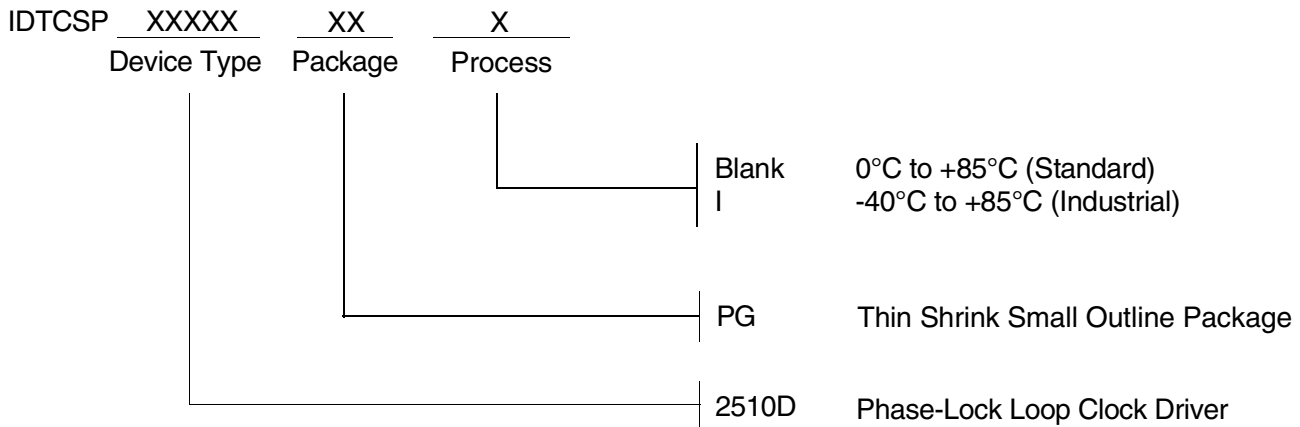 IDTCSP XXXXX XX X
Device Type Package Process
Blank 0°C to +85°C (Standard)
I -40°C to +85°C (Industrial)
PG Thin Shrink Small Outline Package
2510D Phase-Lock Loop Clock Driver